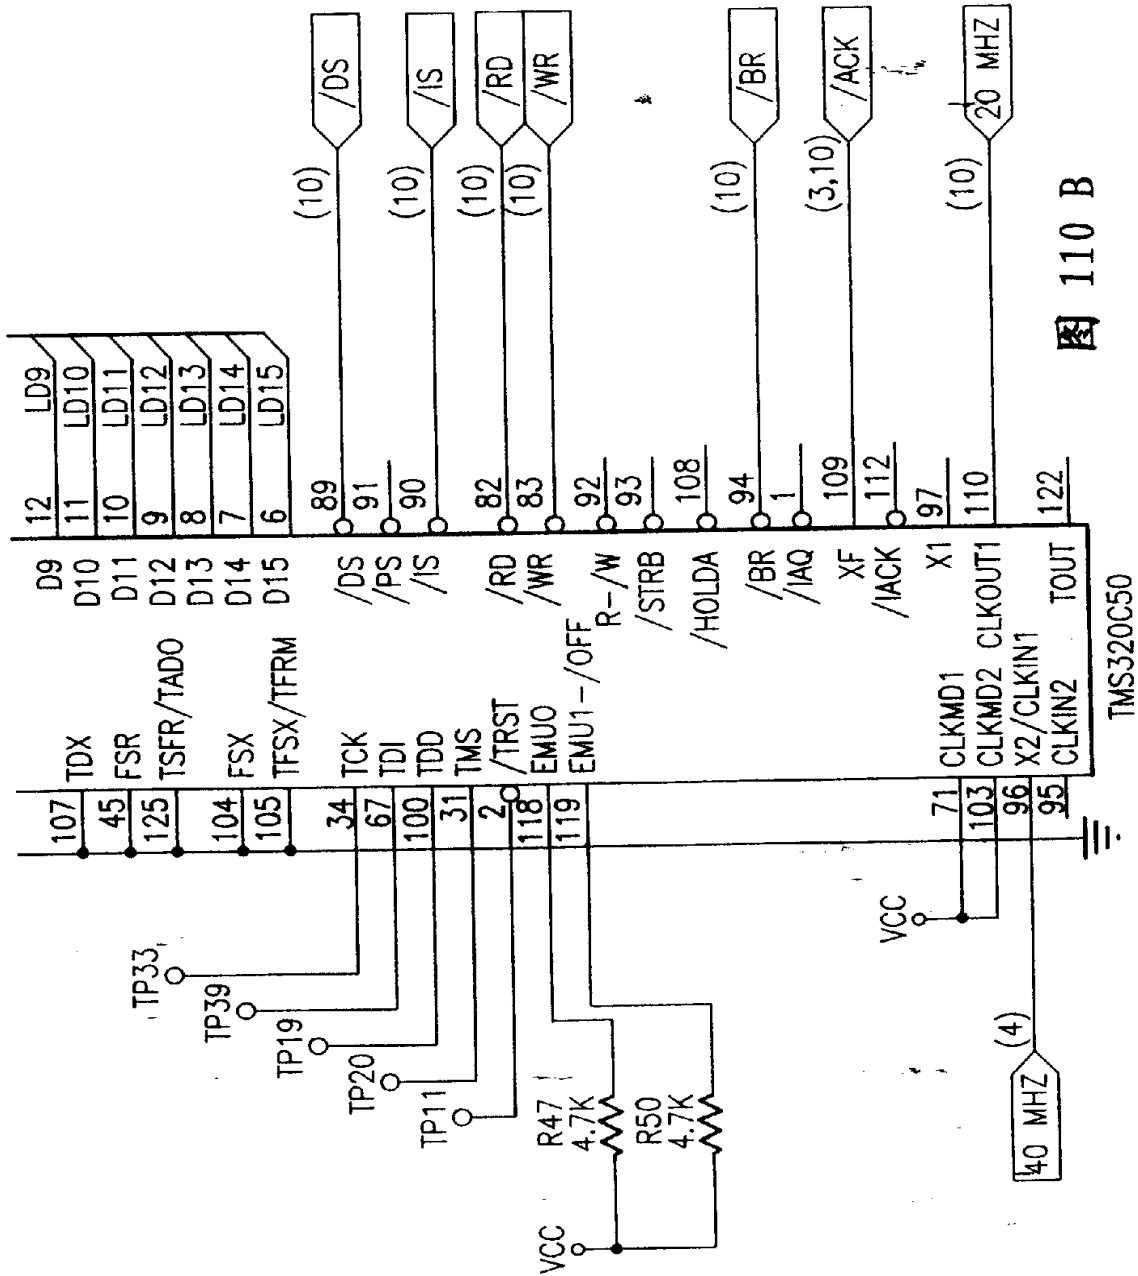 12 LD9
11 LD10
10 LD11
9 LD12
8 LD13
7 LD14
6 LD15
D9
D10
D11
D12
D13
D14
D15
89 (10) /DS
91
90 (10) /IS
82 (10) /RD
83 (10) /WR
92
93
108
94 (10) /BR
1
109 (3,10) /ACK
112
97
110 (10) 20 MHZ
122
/DS
/PS
/IS
/RD
/WR
R-/W
/STRB
/HOLDA
/BR
/IAQ
XF
/IACK
X1
CLKOUT1
TOUT
107 TDX
45 FSR
125 TSFR/TADO
104 FSX
105 TFSX/TFRM
34 TCK
67 TDI
100 TDD
31 TMS
2 /TRST
118 EMU0
119 EMU1-/OFF
71 CLKMD1
103 CLKMD2
96 X2/CLKIN1
95 CLKIN2
TMS320C50
TP33
TP39
TP19
TP20
TP11
R47
4.7K
R50
4.7K
VCC
VCC
40 MHZ (4)
图 110 B